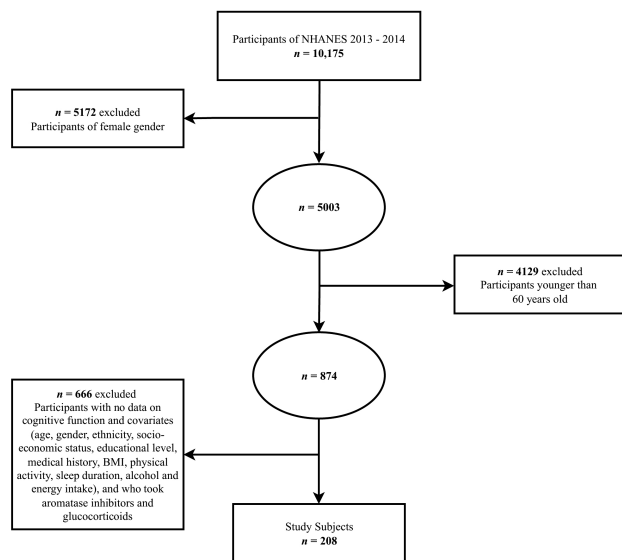 Participants of NHANES 2013 - 2014
n = 10,175
n = 5172 excluded
Participants of female gender
n = 5003
n = 4129 excluded
Participants younger than
60 years old
n = 874
n = 666 excluded
Participants with no data on
cognitive function and covariates
(age, gender, ethnicity, socio-
economic status, educational level,
medical history, BMI, physical
activity, sleep duration, alcohol and
energy intake), and who took
aromatase inhibitors and
glucocorticoids
Study Subjects
n = 208